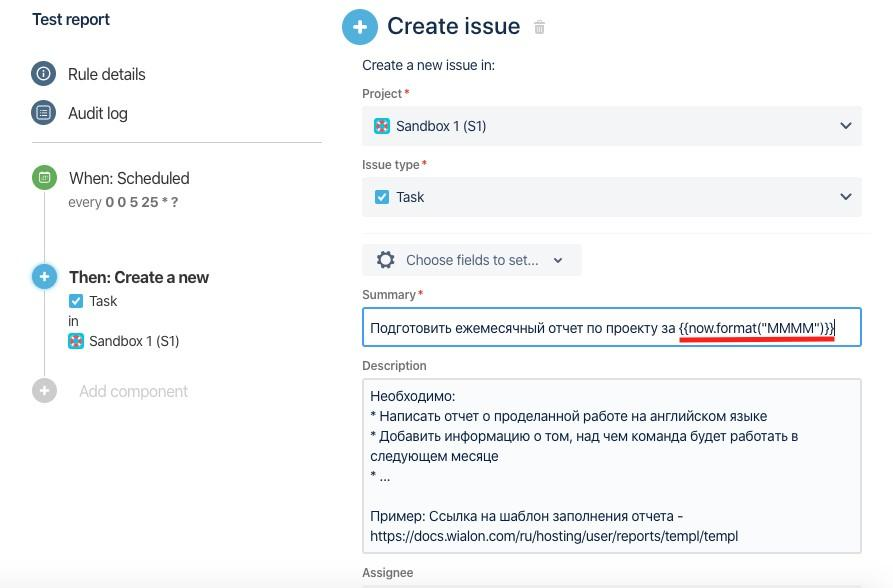 Test report
Rule details
Audit log
When: Scheduled
every 0 0 5 25 * ?
Then: Create a new
Task
in
Sandbox 1 (S1)
Add component
Create issue
Create a new issue in:
Project*
Sandbox 1 (S1)
Issue type*
Task
Choose fields to set...
Summary*
Подготовить ежемесячный отчет по проекту за {{now.format("MMMM")}}
Description
Необходимо:
* Написать отчет о проделанной работе на английском языке
* Добавить информацию о том, над чем команда будет работать в
следующем месяце
* ...
Пример: Ссылка на шаблон заполнения отчета -
https://docs.wialon.com/ru/hosting/user/reports/templ/templ
Assignee